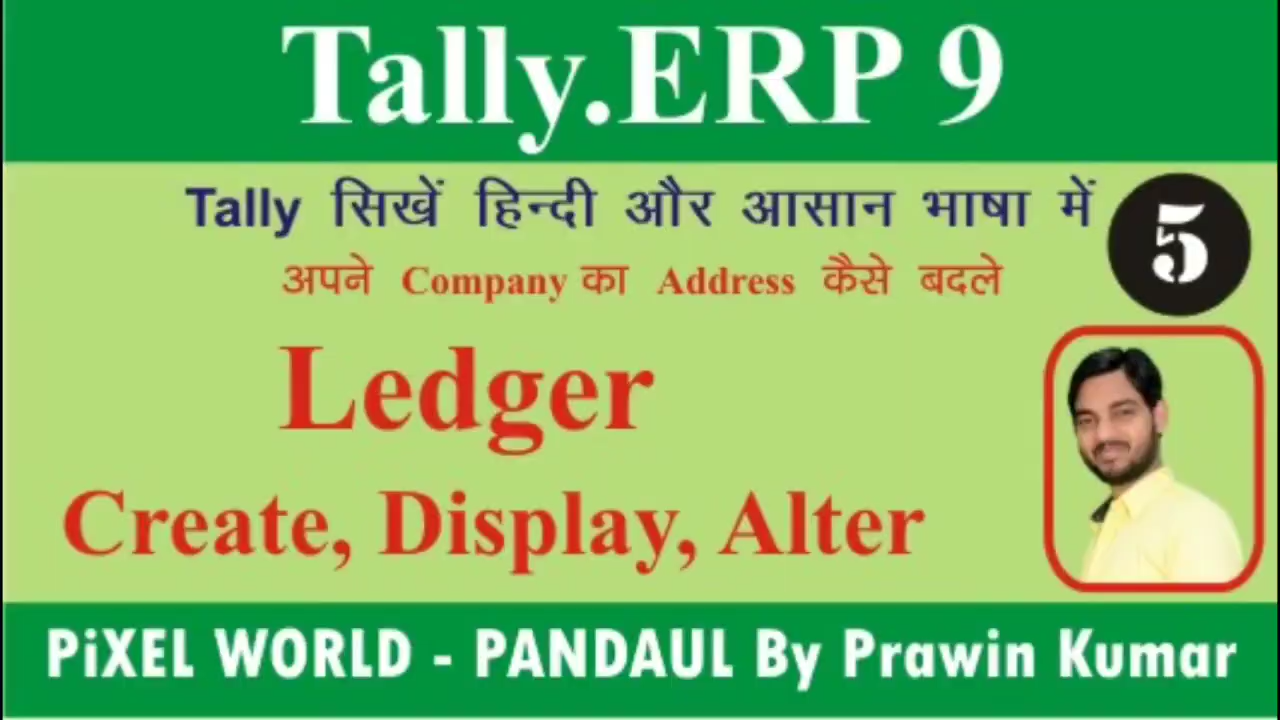 Tally.ERP 9
Tally सिखें हिन्दी और आसान भाषा में
5
अपने Company का Address कैसे बदले
Ledger
Create, Display, Alter
PiXEL WORLD - PANDAUL By Prawin Kumar